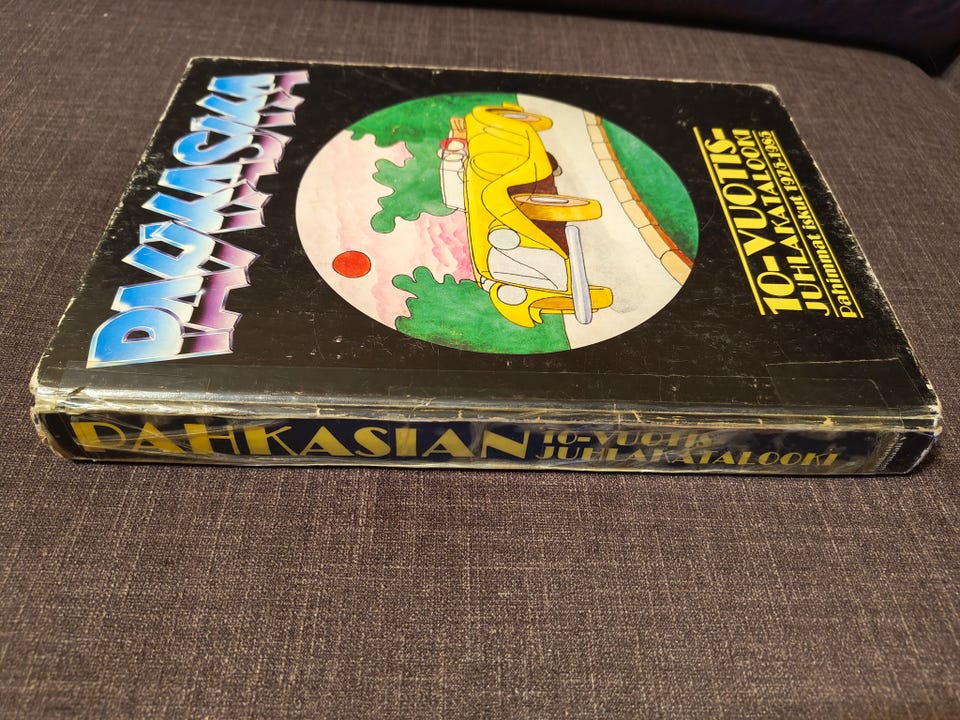 PAHKASIKA
10-VUOTIS-
JUHLAKATALOOKI
Pahimmat iskut 1975-1985
PAHKASIAN
10-VUOTIS-
JUHLAKATALOOKI